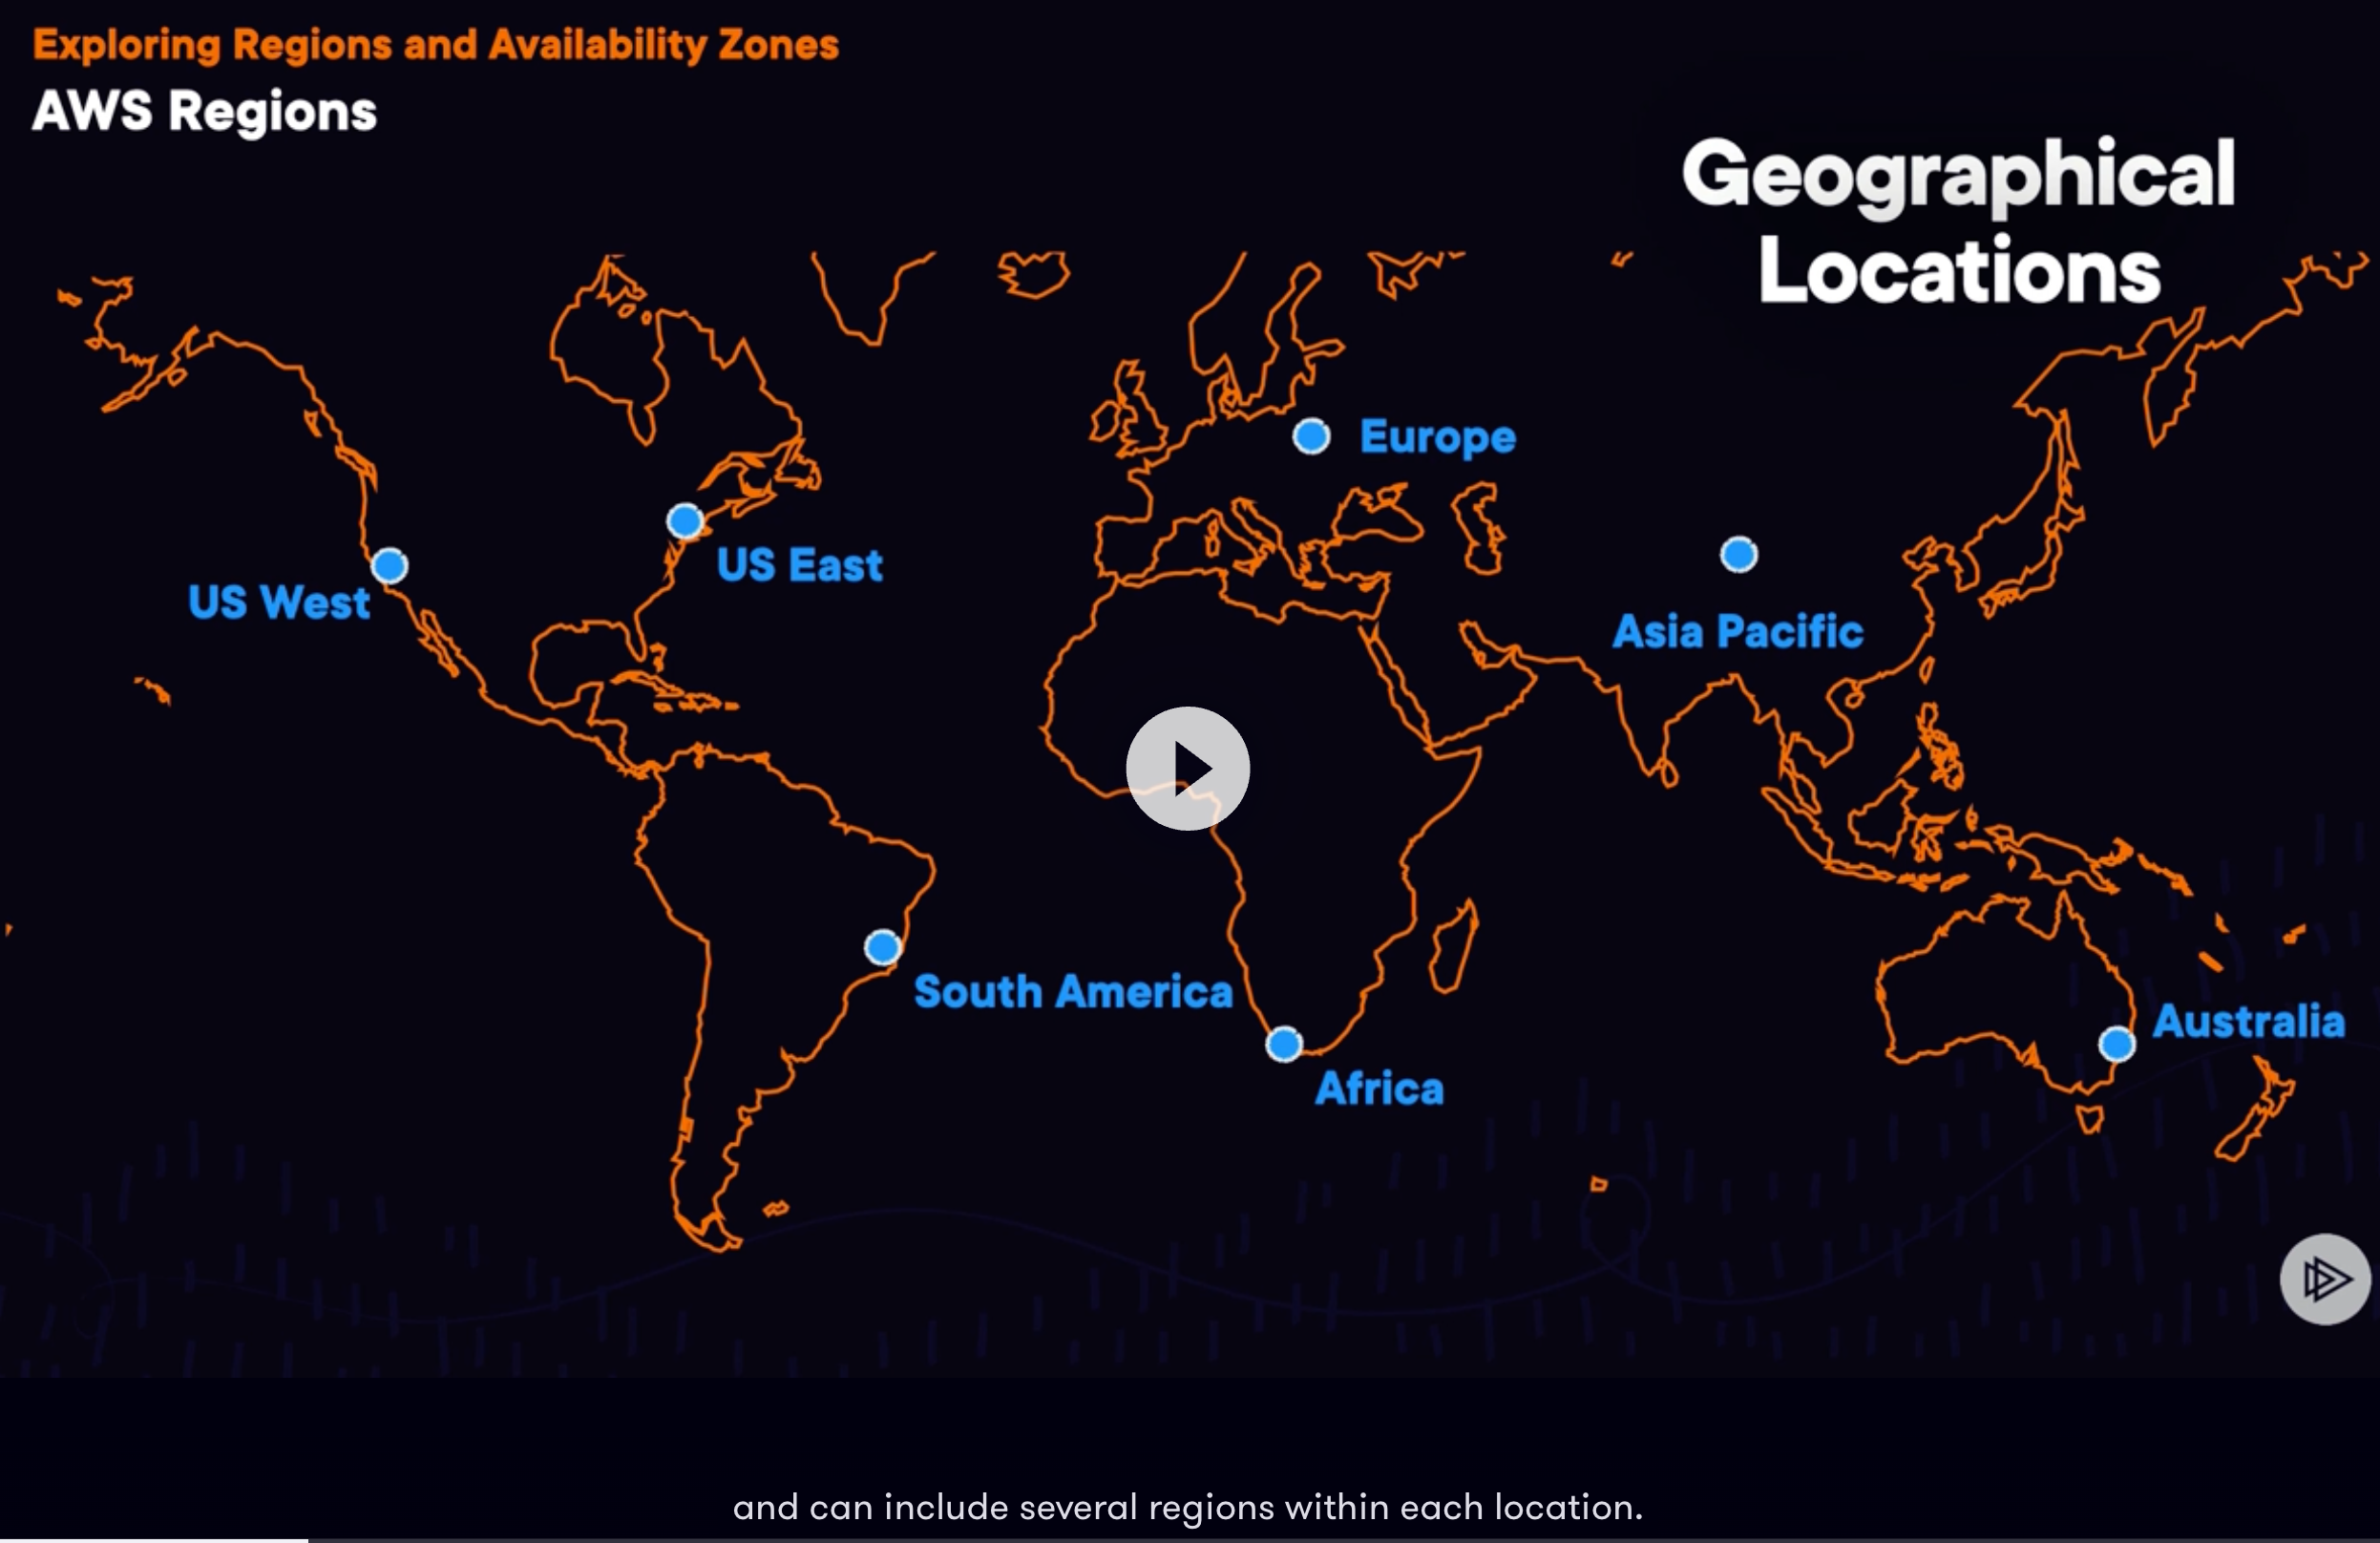 Exploring Regions and Availability Zones
AWS Regions
Geographical
Locations
Europe
US East
US West
Asia Pacific
South America
Australia
Africa
and can include several regions within each location.